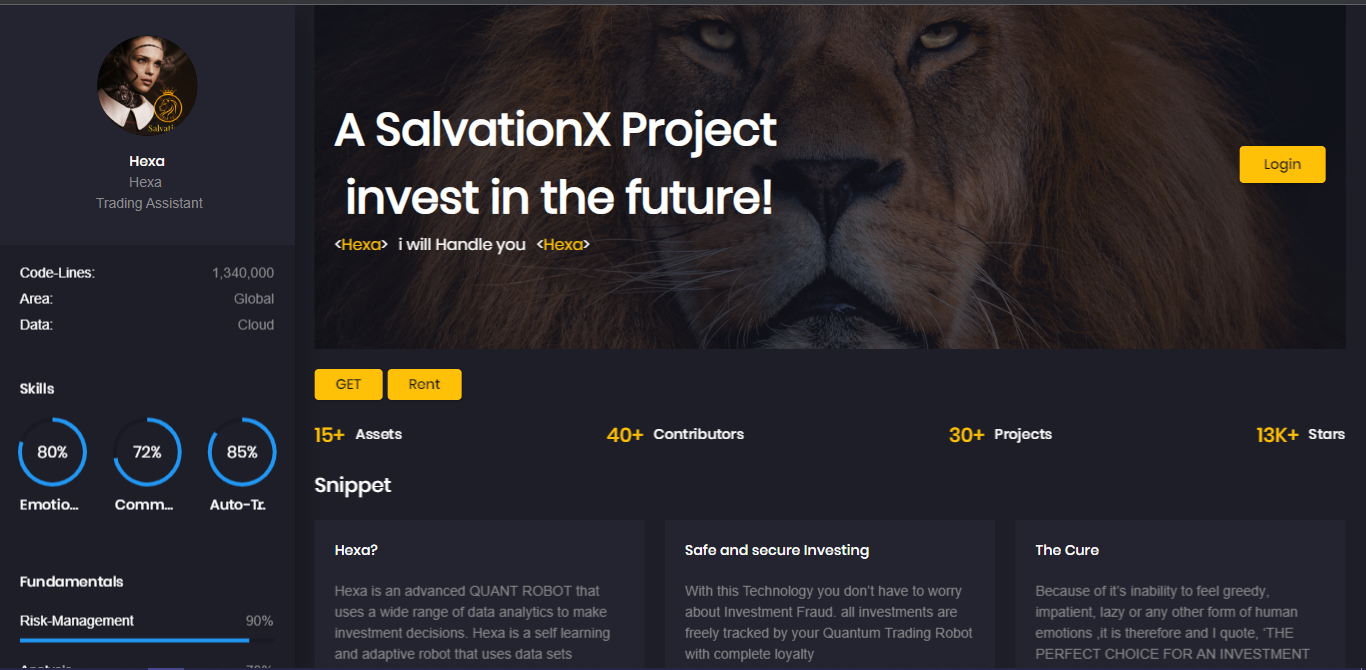 Salvati
Hexa
Hexa
Trading Assistant
Code-Lines: 1,340,000
Area: Global
Data: Cloud
Skills
80% 72% 85%
Emotio... Comm... Auto-Tr.
Fundamentals
Risk-Management 90%
A SalvationX Project
invest in the future!
<Hexa> i will Handle you <Hexa>
Login
GET Rent
15+ Assets 40+ Contributors 30+ Projects 13K+ Stars
Snippet
Hexa?
Hexa is an advanced QUANT ROBOT that
uses a wide range of data analytics to make
investment decisions. Hexa is a self learning
and adaptive robot that uses data sets
Safe and secure Investing
With this Technology you don't have to worry
about Investment Fraud. all investments are
freely tracked by your Quantum Trading Robot
with complete loyalty
The Cure
Because of it's inability to feel greedy,
impatient, lazy or any other form of human
emotions ,it is therefore and I quote, 'THE
PERFECT CHOICE FOR AN INVESTMENT